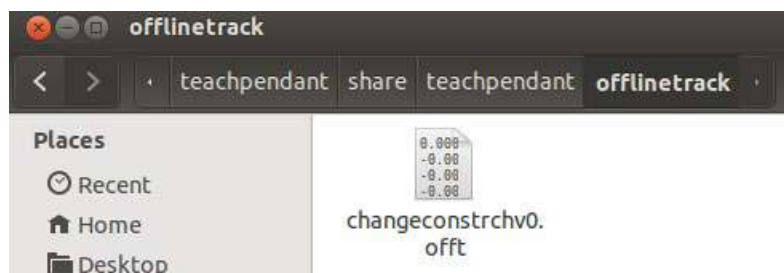 offlinetrack
teachpendant share teachpendant offlinetrack
Places
Recent
Home
Desktop
0.000
-0.00
-0.00
-0.00
changeconstrchv0.
offt